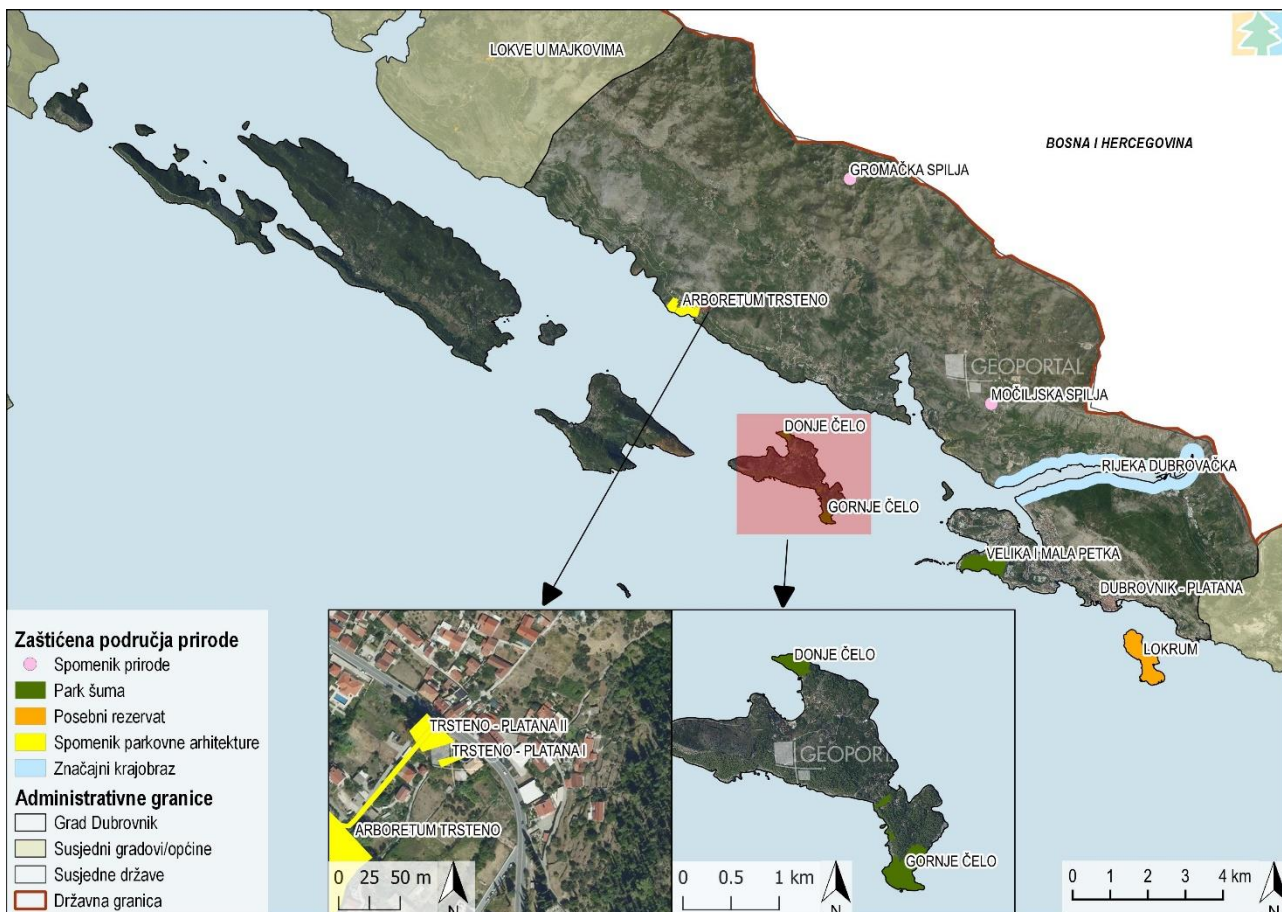 LOKVE U MAJKOVIMA
BOSNA I HERCEGOVINA
GROMAČKA SPILJA
ARBORETUM TRSTENO
GEOPORTAL
MOČILJSKA SPILJA
DONJE ČELO
RIJEKA DUBROVAČKA
GORNJE ČELO
VELIKA I MALA PETKA
DUBROVNIK - PLATANA
LOKRUM
Zaštićena područja prirode
Spomenik prirode
Park šuma
Posebni rezervat
Spomenik parkovne arhitekture
Značajni krajobraz
Administrativne granice
Grad Dubrovnik
Susjedni gradovi/općine
Susjedne države
Državna granica
TRSTENO - PLATANA II
TRSTENO - PLATANA I
ARBORETUM TRSTENO
0 25 50 m
N
DONJE ČELO
GEOPORTAL
GORNJE ČELO
0 0.5 1 km
N
0 1 2 3 4 km
N